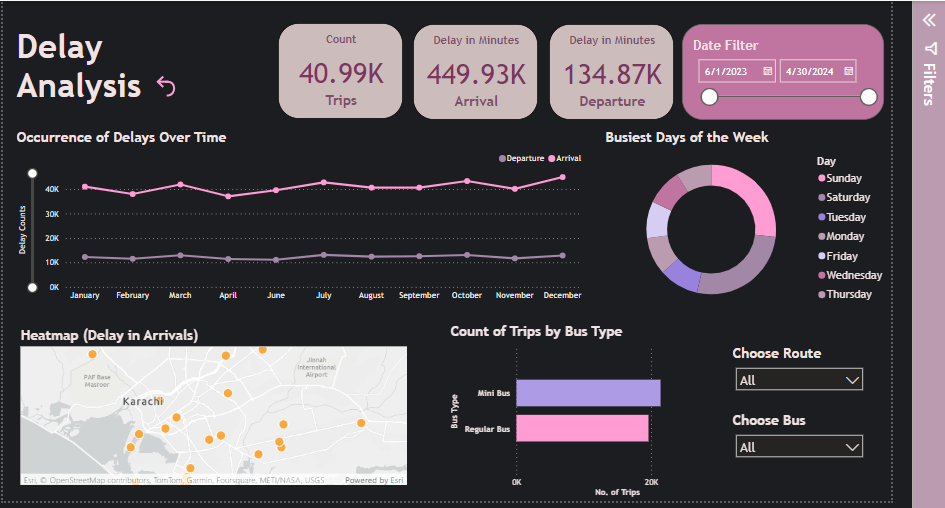 Delay
Analysis
Count
40.99K
Trips
Delay in Minutes
449.93K
Arrival
Delay in Minutes
134.87K
Departure
Date Filter
6/1/2023
4/30/2024
Filters
Occurrence of Delays Over Time
Departure
Arrival
Delay Counts
40K
30K
20K
10K
0K
January
February
March
April
June
July
August
September
October
November
December
Busiest Days of the Week
Day
Sunday
Saturday
Tuesday
Monday
Friday
Wednesday
Thursday
Heatmap (Delay in Arrivals)
PAF Base
Masroor
Karachi
Jinnah
International
Airport
Esri, © OpenStreetMap contributors, TomTom, Garmin, Foursquare, METI/NASA, USGS
Powered by Esri
Count of Trips by Bus Type
Bus Type
Mini Bus
Regular Bus
0K
20K
No. of Trips
Choose Route
All
Choose Bus
All